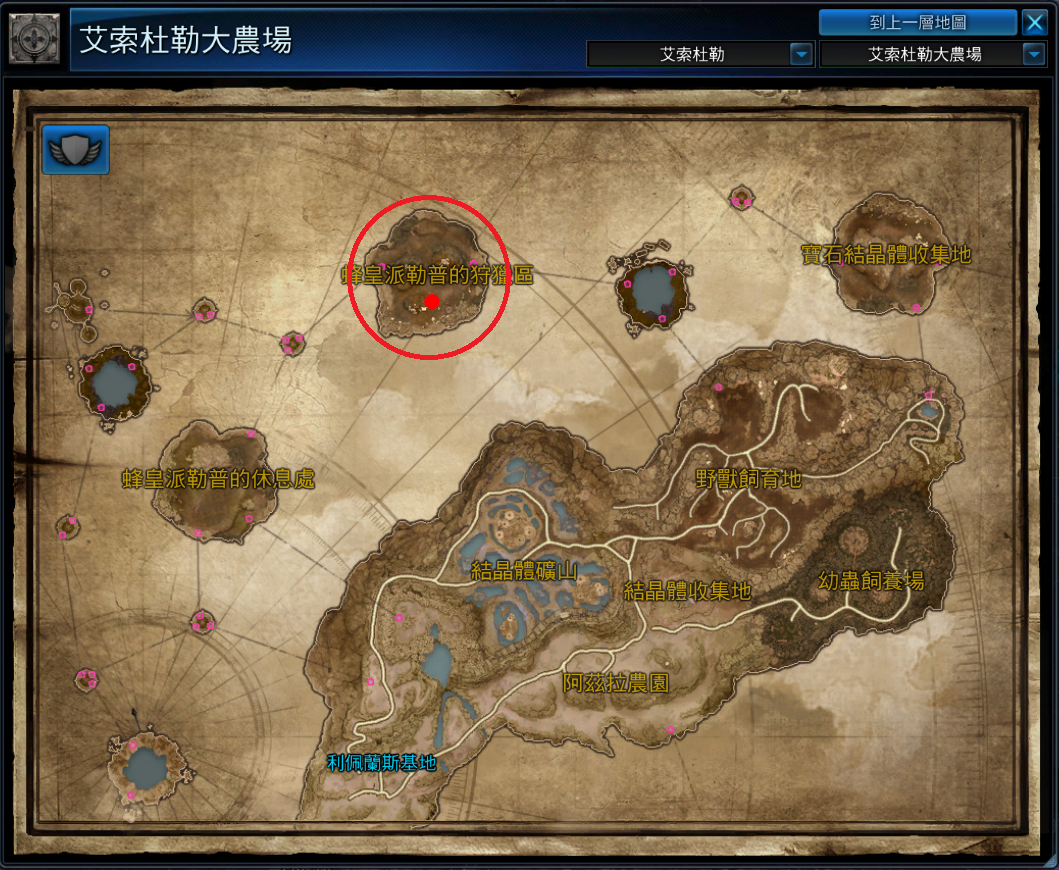 艾索杜勒大農場
到上一層地圖
艾索杜勒
艾索杜勒大農場
寶石結晶體收集地
蜂皇派勒普的狩獵區
蜂皇派勒普的休息處
野獸飼育地
結晶體礦山
幼蟲飼養場
結晶體收集地
阿茲拉農園
利佩蘭斯基地